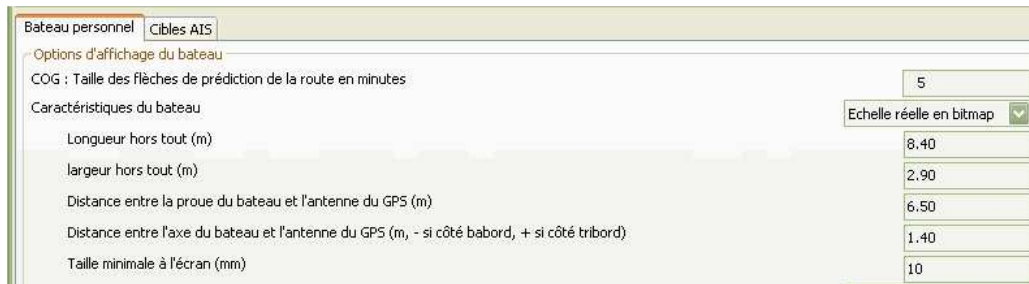 Bateau personnel Cibles AIS
Options d'affichage du bateau
COG : Taille des flèches de prédiction de la route en minutes 5
Caractéristiques du bateau Echelle réelle en bitmap
Longueur hors tout (m) 8.40
largeur hors tout (m) 2.90
Distance entre la proue du bateau et l'antenne du GPS (m) 6.50
Distance entre l'axe du bateau et l'antenne du GPS (m, - si côté babord, + si côté tribord) 1.40
Taille minimale à l'écran (mm) 10